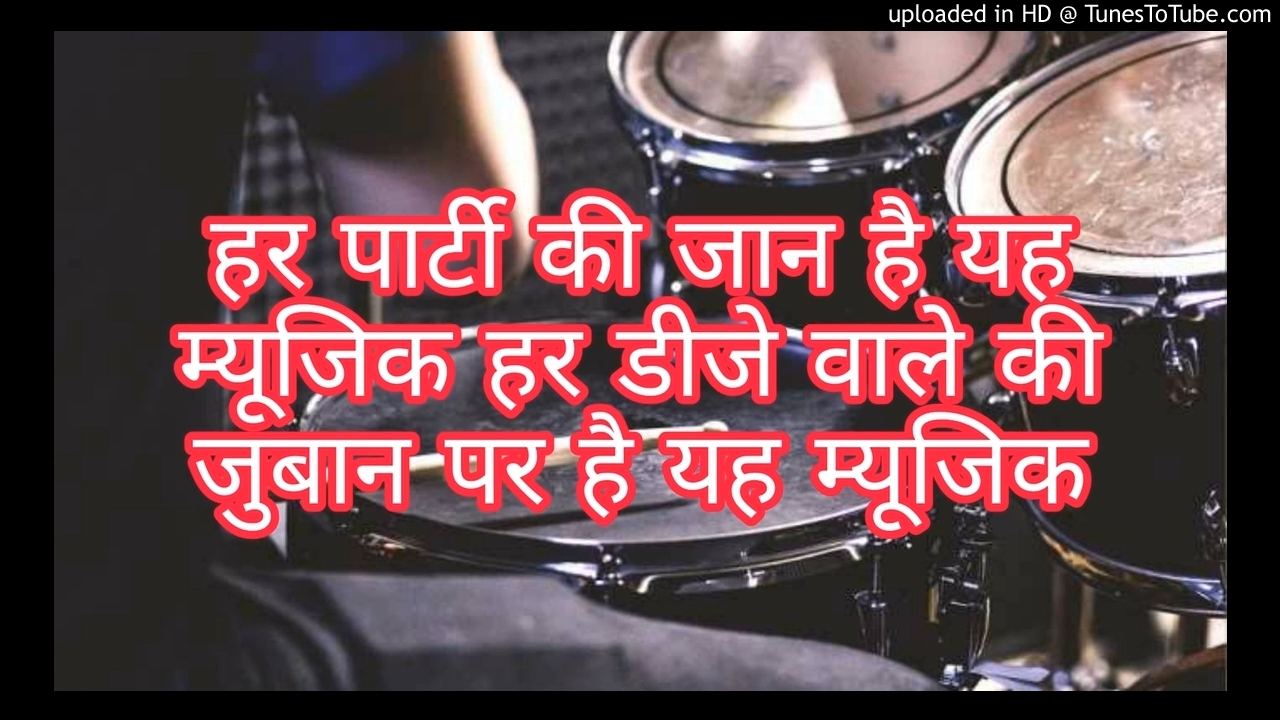 uploaded in HD @ TunesToTube.com
हर पार्टी की जान है यह
म्यूजिक हर डीजे वाले की
जुबान पर है यह म्यूजिक